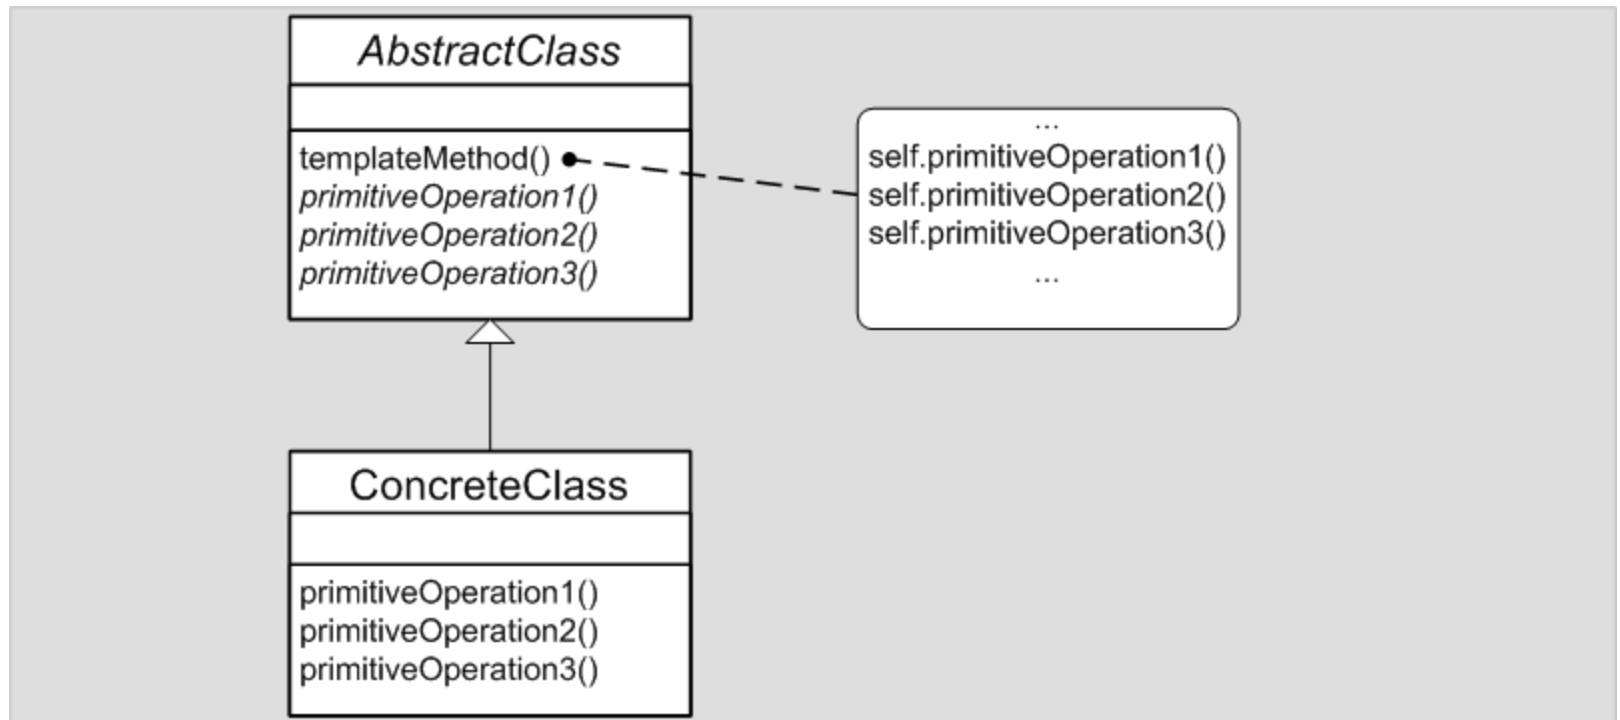 AbstractClass
templateMethod()
primitiveOperation1()
primitiveOperation2()
primitiveOperation3()
...
self.primitiveOperation1()
self.primitiveOperation2()
self.primitiveOperation3()
...
ConcreteClass
primitiveOperation1()
primitiveOperation2()
primitiveOperation3()